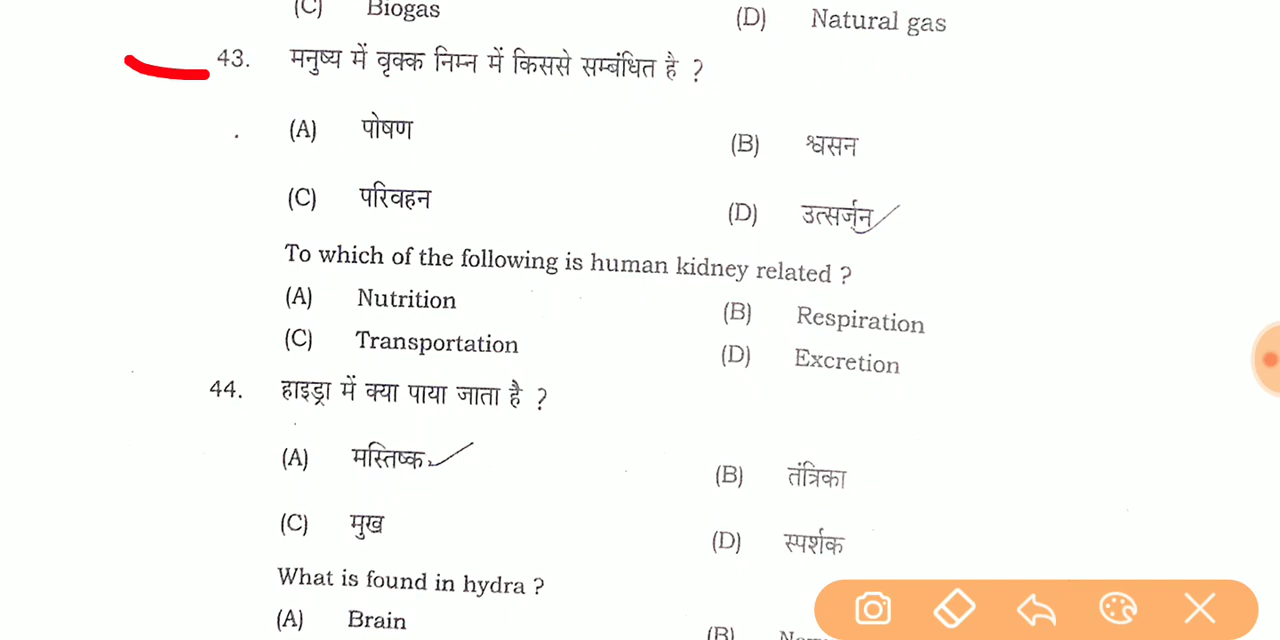 (C) Biogas (D) Natural gas
43. मनुष्य में वृक्क निम्न में किससे सम्बंधित है ?
(A) पोषण (B) श्वसन
(C) परिवहन (D) उत्सर्जन
To which of the following is human kidney related ?
(A) Nutrition (B) Respiration
(C) Transportation (D) Excretion
44. हाइड्रा में क्या पाया जाता है ?
(A) मस्तिष्क (B) तंत्रिका
(C) मुख (D) स्पर्शक
What is found in hydra ?
(A) Brain (B)